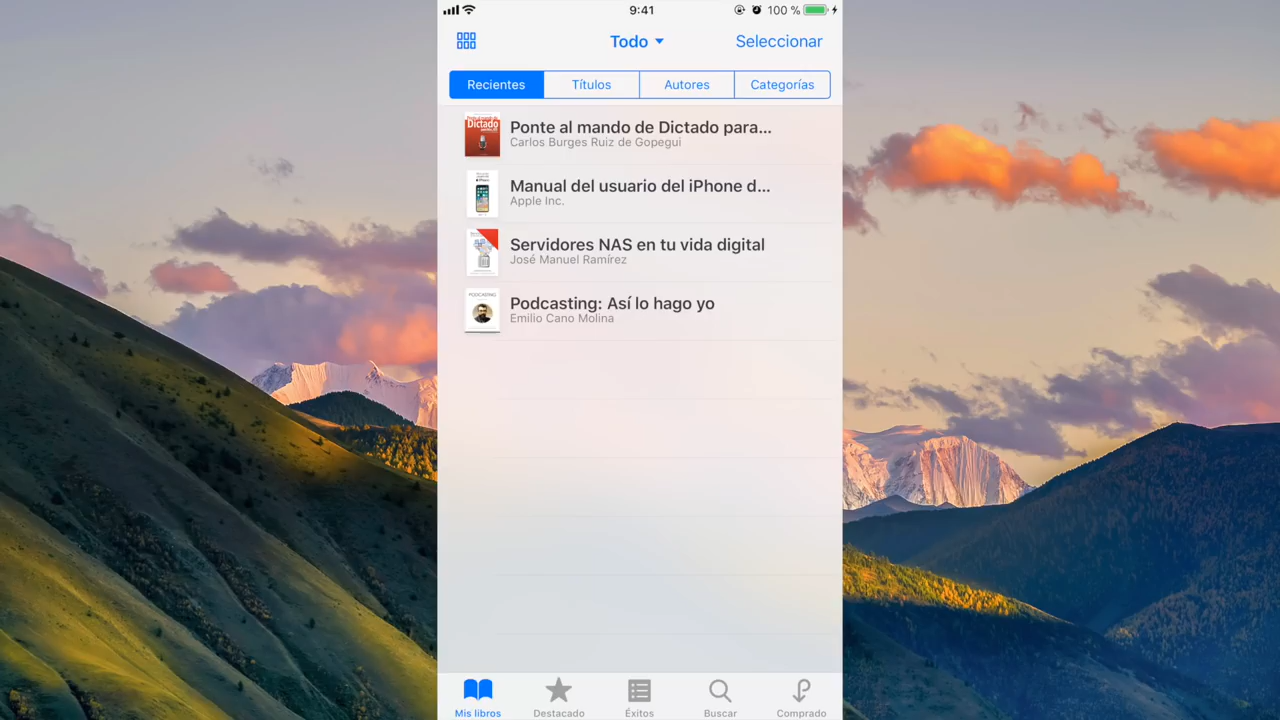 9:41
100 %
Todo
Seleccionar
Recientes
Títulos
Autores
Categorías
Dictado
Ponte al mando de Dictado para...
Carlos Burges Ruiz de Gopegui
Manual del usuario del iPhone d...
Apple Inc.
Servidores NAS en tu vida digital
José Manuel Ramírez
PODCASTING
Podcasting: Así lo hago yo
Emilio Cano Molina
Mis libros
Destacado
Éxitos
Buscar
Comprado